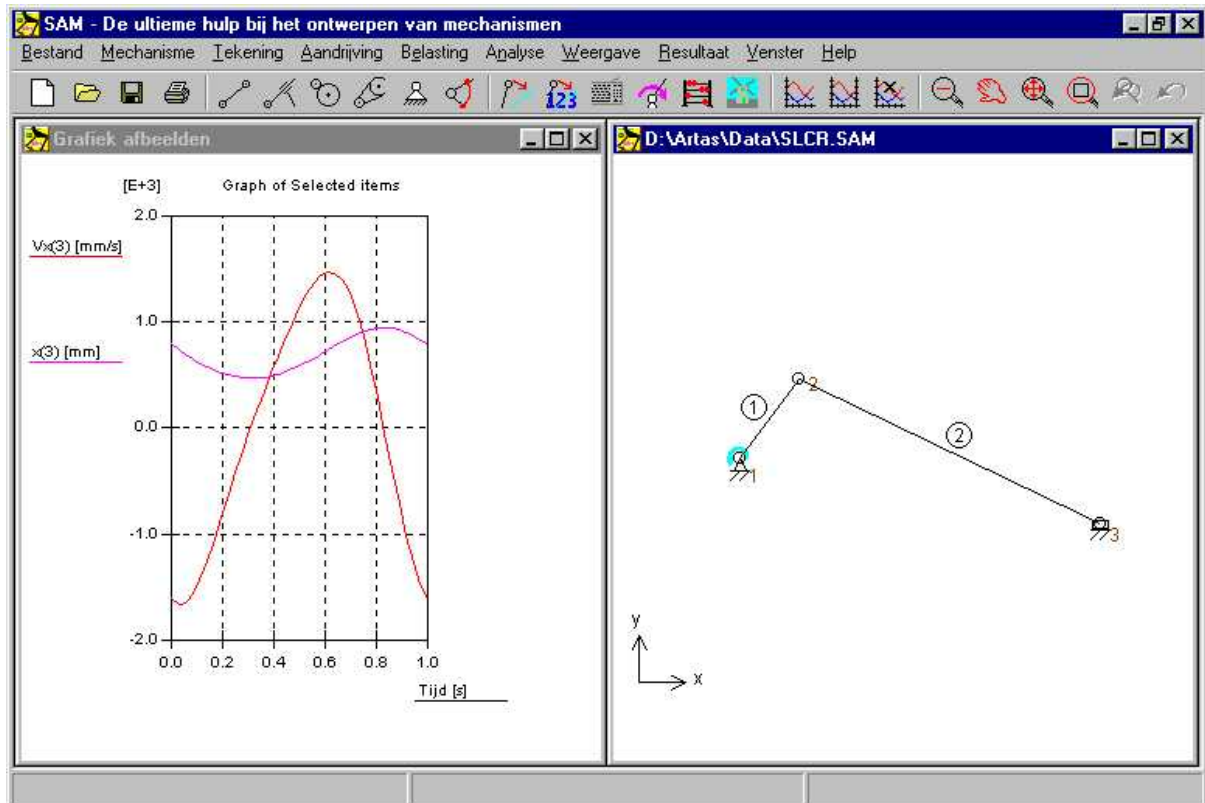 SAM - De ultieme hulp bij het ontwerpen van mechanismen
Bestand Mechanisme Tekening Aandrijving Belasting Analyse Weergave Resultaat Venster Help
123
Grafiek afbeelden
[E+3] Graph of Selected items
2.0
Vx(3) [mm/s]
1.0
x(3) [mm]
0.0
-1.0
-2.0
0.0 0.2 0.4 0.6 0.8 1.0
Tijd [s]
D:\Artas\Data\SLCR.SAM
2
1
2
1
3
y
x